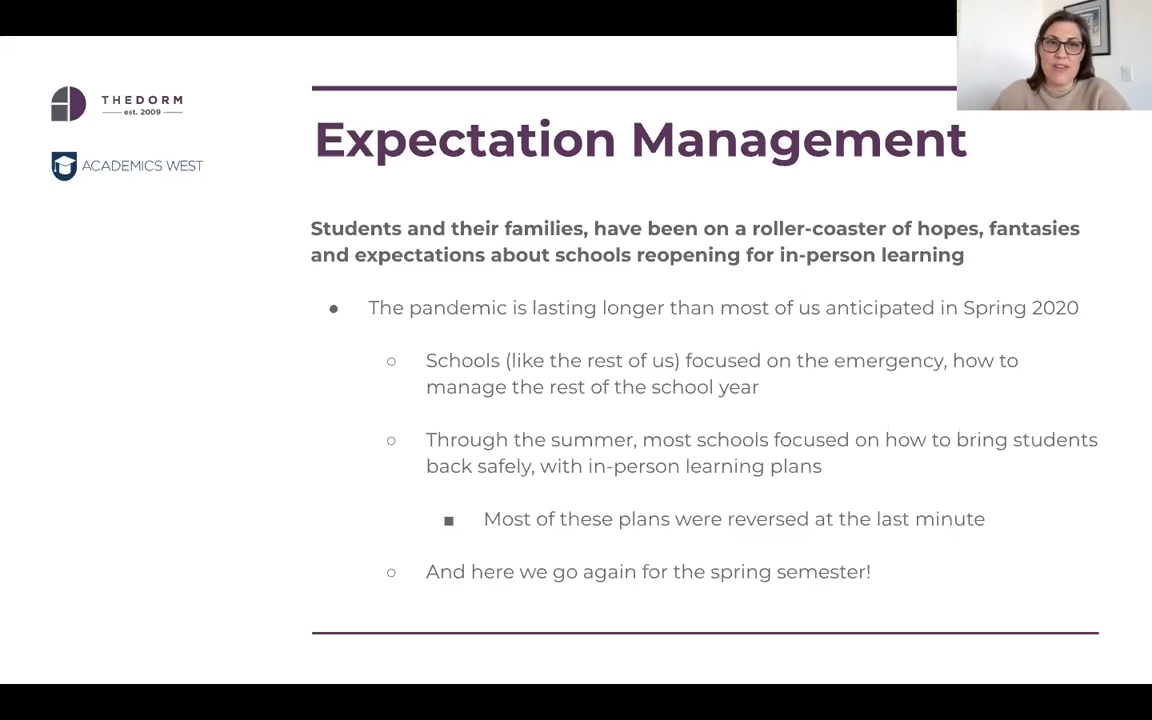 THEDORM
est. 2009
ACADEMICS WEST
Expectation Management
Students and their families, have been on a roller-coaster of hopes, fantasies
and expectations about schools reopening for in-person learning
● The pandemic is lasting longer than most of us anticipated in Spring 2020
○ Schools (like the rest of us) focused on the emergency, how to
manage the rest of the school year
○ Through the summer, most schools focused on how to bring students
back safely, with in-person learning plans
■ Most of these plans were reversed at the last minute
○ And here we go again for the spring semester!